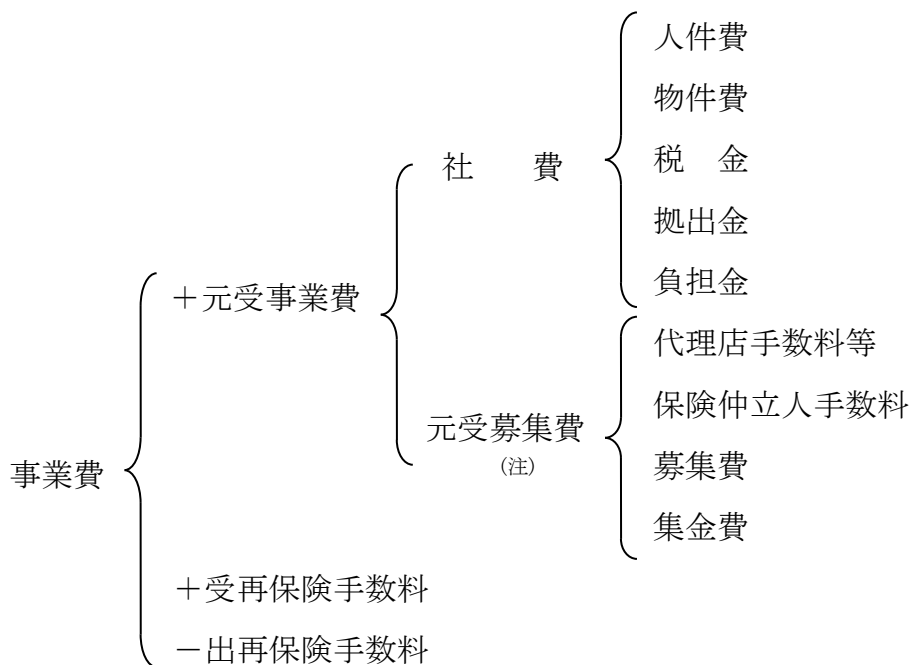 人件費
物件費
税　金
拠出金
負担金
社　　費
＋元受事業費
代理店手数料等
保険仲立人手数料
募集費
集金費
元受募集費
(注)
事業費
＋受再保険手数料
－出再保険手数料